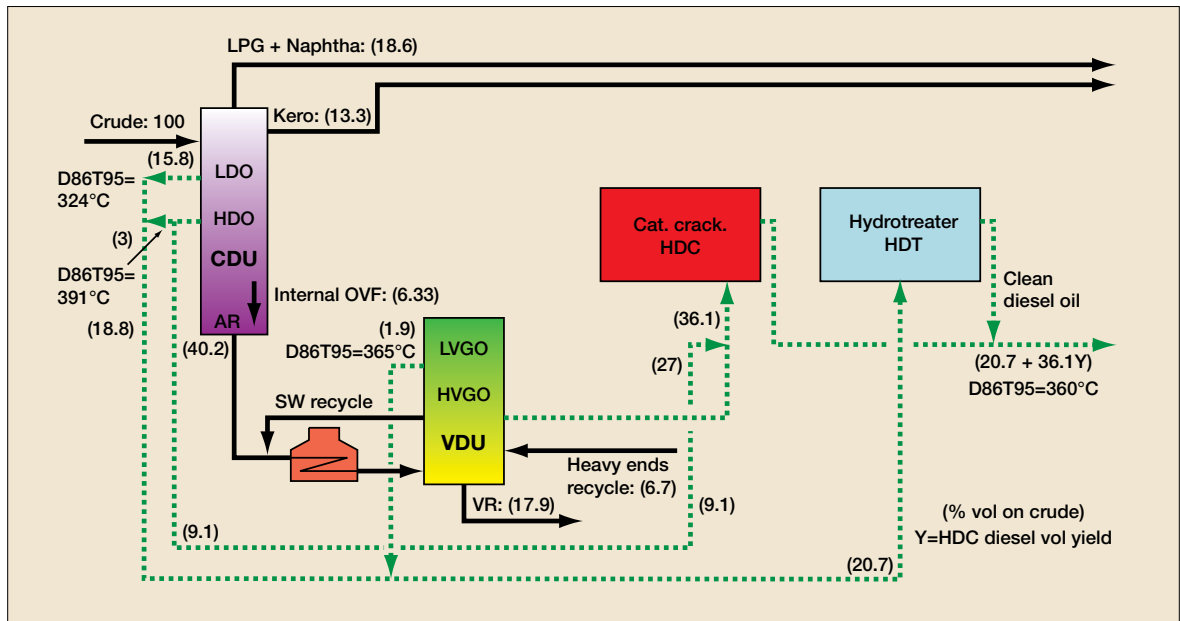 LPG + Naphtha: (18.6)
Kero: (13.3)
Crude: 100
(15.8)
LDO
D86T95=
324°C
HDO
(3)
CDU
D86T95=
391°C
Internal OVF: (6.33)
(18.8)
AR
(40.2)
Cat. crack.
HDC
Hydrotreater
HDT
Clean
diesel oil
(36.1)
(1.9)
D86T95=365°C
LVGO
(27)
(20.7 + 36.1Y)
D86T95=360°C
HVGO
SW recycle
VDU
Heavy ends
recycle: (6.7)
VR: (17.9)
(9.1)
(9.1)
(% vol on crude)
Y=HDC diesel vol yield
(20.7)